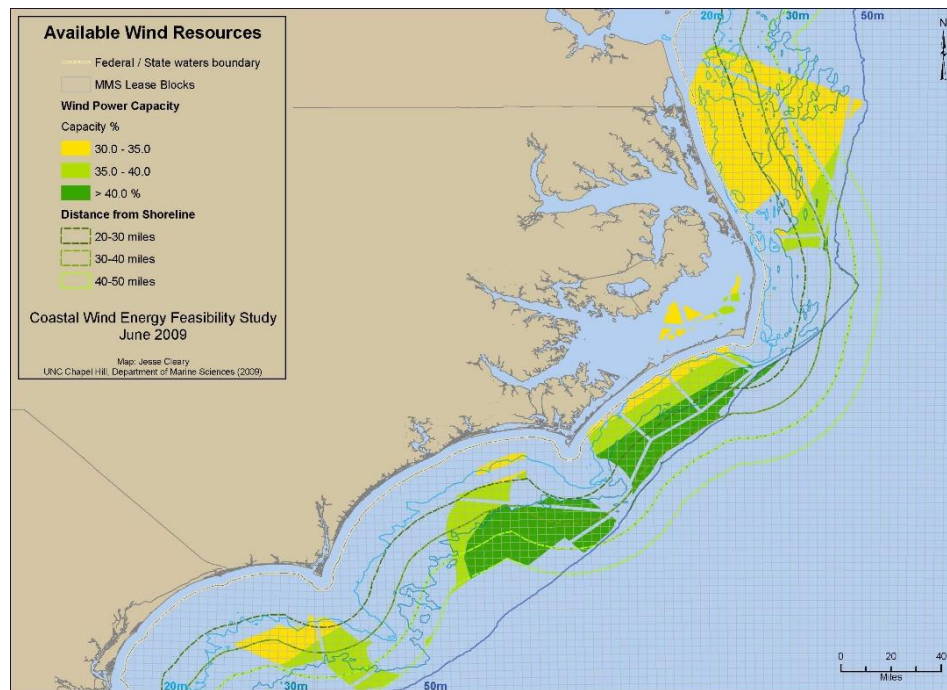 Available Wind Resources
Federal / State waters boundary
MMS Lease Blocks
Wind Power Capacity
Capacity %
30.0 - 35.0
35.0 - 40.0
> 40.0 %
Distance from Shoreline
20-30 miles
30-40 miles
40-50 miles
Coastal Wind Energy Feasibility Study
June 2009
Map: Jesse Cleary
UNC Chapel Hill, Department of Marine Sciences (2009)
20m 30m 50m
N
20m 30m 50m
0 20 40
Miles